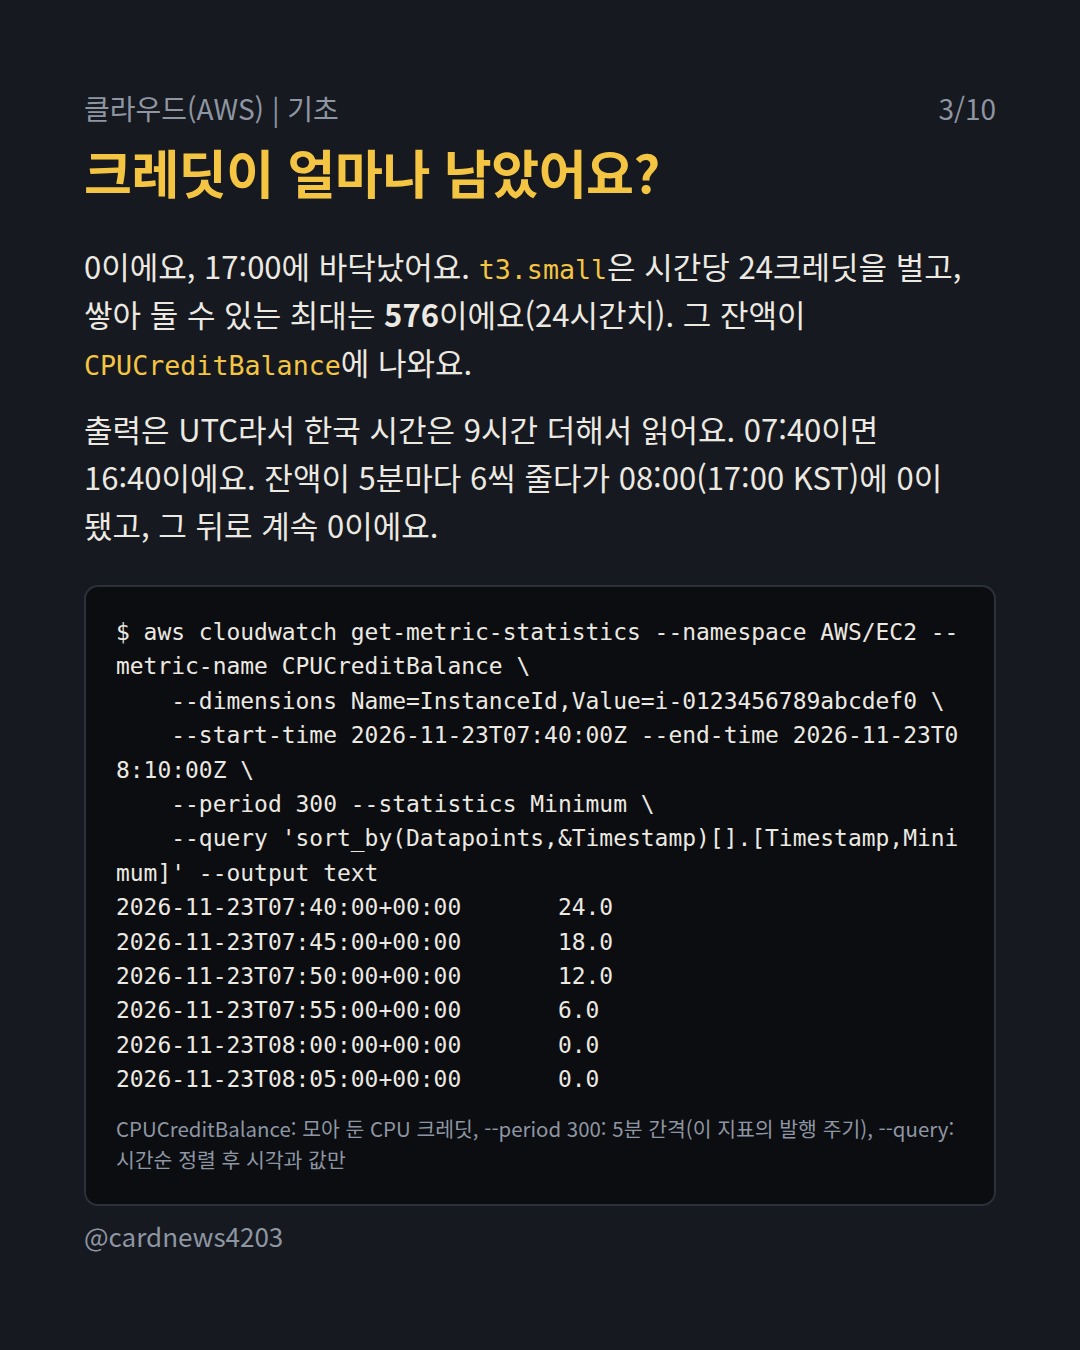 클라우드(AWS) | 기초
3/10
크레딧이 얼마나 남았어요?
0이에요, 17:00에 바닥났어요. t3.small은 시간당 24크레딧을 벌고,
쌓아 둘 수 있는 최대는 576이에요(24시간치). 그 잔액이
CPUCreditBalance에 나와요.
출력은 UTC라서 한국 시간은 9시간 더해서 읽어요. 07:40이면
16:40이에요. 잔액이 5분마다 6씩 줄다가 08:00(17:00 KST)에 0이
됐고, 그 뒤로 계속 0이에요.
$ aws cloudwatch get-metric-statistics --namespace AWS/EC2 --
metric-name CPUCreditBalance \
    --dimensions Name=InstanceId,Value=i-0123456789abcdef0 \
    --start-time 2026-11-23T07:40:00Z --end-time 2026-11-23T0
8:10:00Z \
    --period 300 --statistics Minimum \
    --query 'sort_by(Datapoints,&Timestamp)[].[Timestamp,Mini
mum]' --output text
2026-11-23T07:40:00+00:00       24.0
2026-11-23T07:45:00+00:00       18.0
2026-11-23T07:50:00+00:00       12.0
2026-11-23T07:55:00+00:00       6.0
2026-11-23T08:00:00+00:00       0.0
2026-11-23T08:05:00+00:00       0.0
CPUCreditBalance: 모아 둔 CPU 크레딧, --period 300: 5분 간격(이 지표의 발행 주기), --query:
시간순 정렬 후 시각과 값만
@cardnews4203